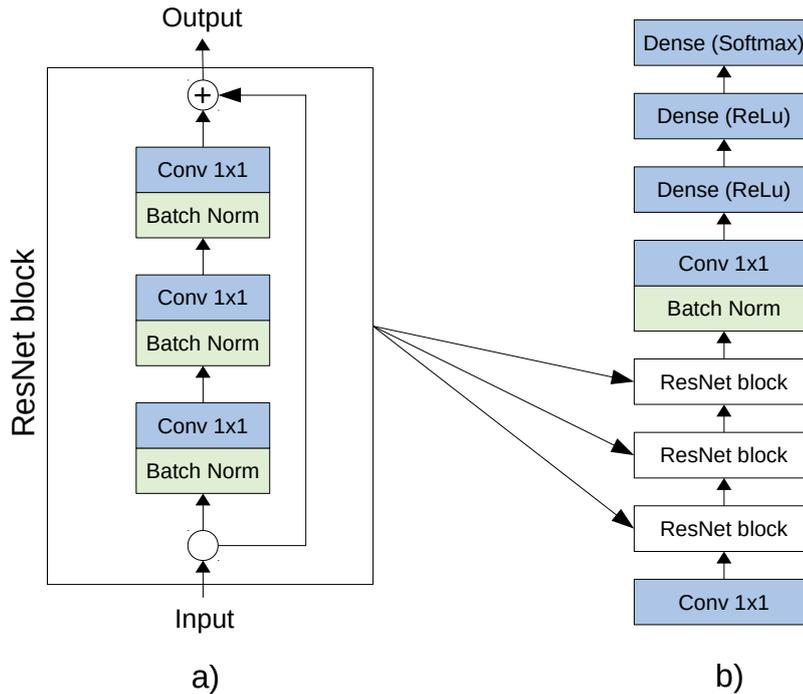 Output
Conv 1x1
Batch Norm
Conv 1x1
Batch Norm
Conv 1x1
Batch Norm
Input
ResNet block
a)
Dense (Softmax)
Dense (ReLu)
Dense (ReLu)
Conv 1x1
Batch Norm
ResNet block
ResNet block
ResNet block
Conv 1x1
b)